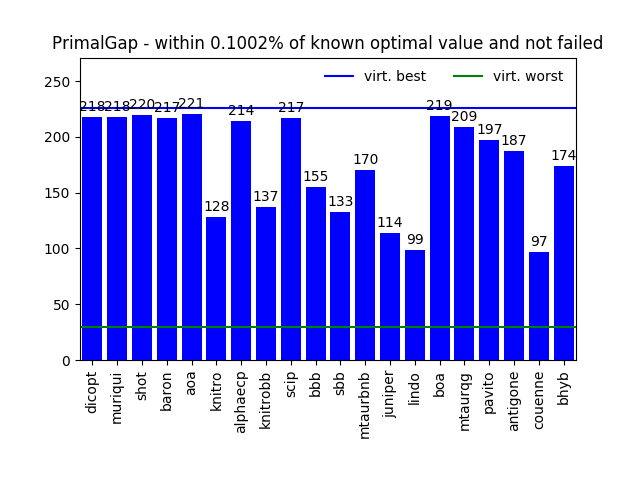 PrimalGap - within 0.1002% of known optimal value and not failed
virt. best
virt. worst
250
200
150
100
50
0
218
218
220
217
221
128
214
137
217
155
133
170
114
99
219
209
197
187
97
174
dicopt
muriqui
shot
baron
aoa
knitro
alphaecp
knitrobb
scip
bbb
sbb
mtaurbnb
juniper
lindo
boa
mtaurqg
pavito
antigone
couenne
bhyb